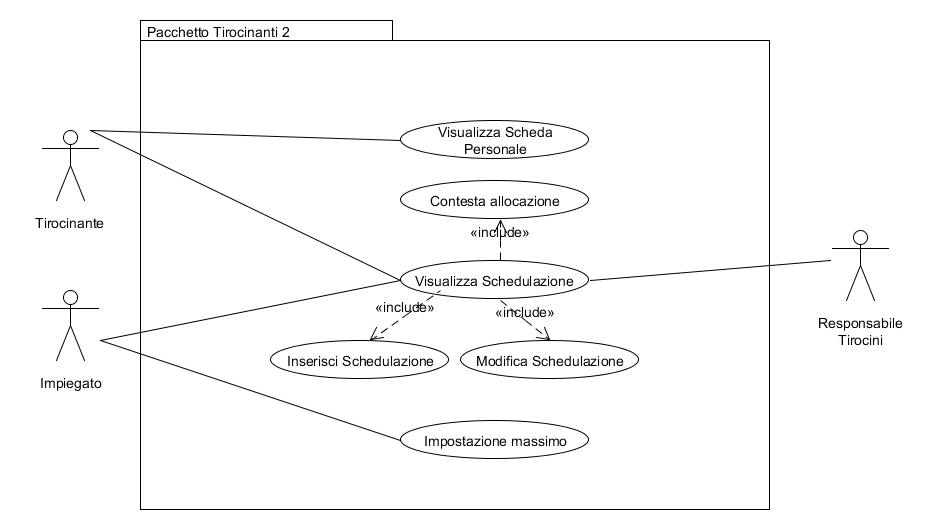 Pacchetto Tirocinanti 2
Visualizza Scheda
Personale
Tirocinante
Contesta allocazione
«include»
Visualizza Schedulazione
«include»
«include»
Responsabile
Tirocini
Inserisci Schedulazione
Modifica Schedulazione
Impiegato
Impostazione massimo